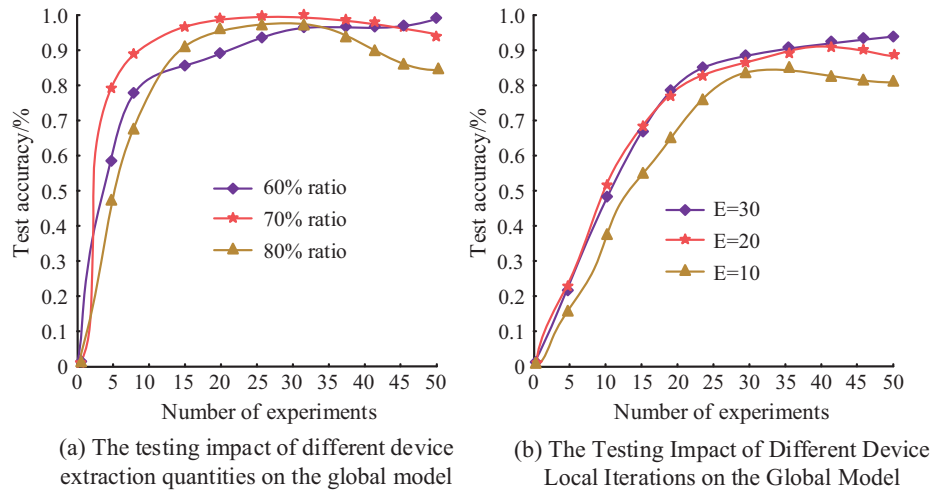 Test accuracy/%
1.0
0.9
0.8
0.7
0.6
0.5
0.4
0.3
0.2
0.1
0
60% ratio
70% ratio
80% ratio
0 5 10 15 20 25 30 35 40 45 50
Number of experiments
(a) The testing impact of different device
extraction quantities on the global model
Test accuracy/%
1.0
0.9
0.8
0.7
0.6
0.5
0.4
0.3
0.2
0.1
0
E=30
E=20
E=10
0 5 10 15 20 25 30 35 40 45 50
Number of experiments
(b) The Testing Impact of Different Device
Local Iterations on the Global Model